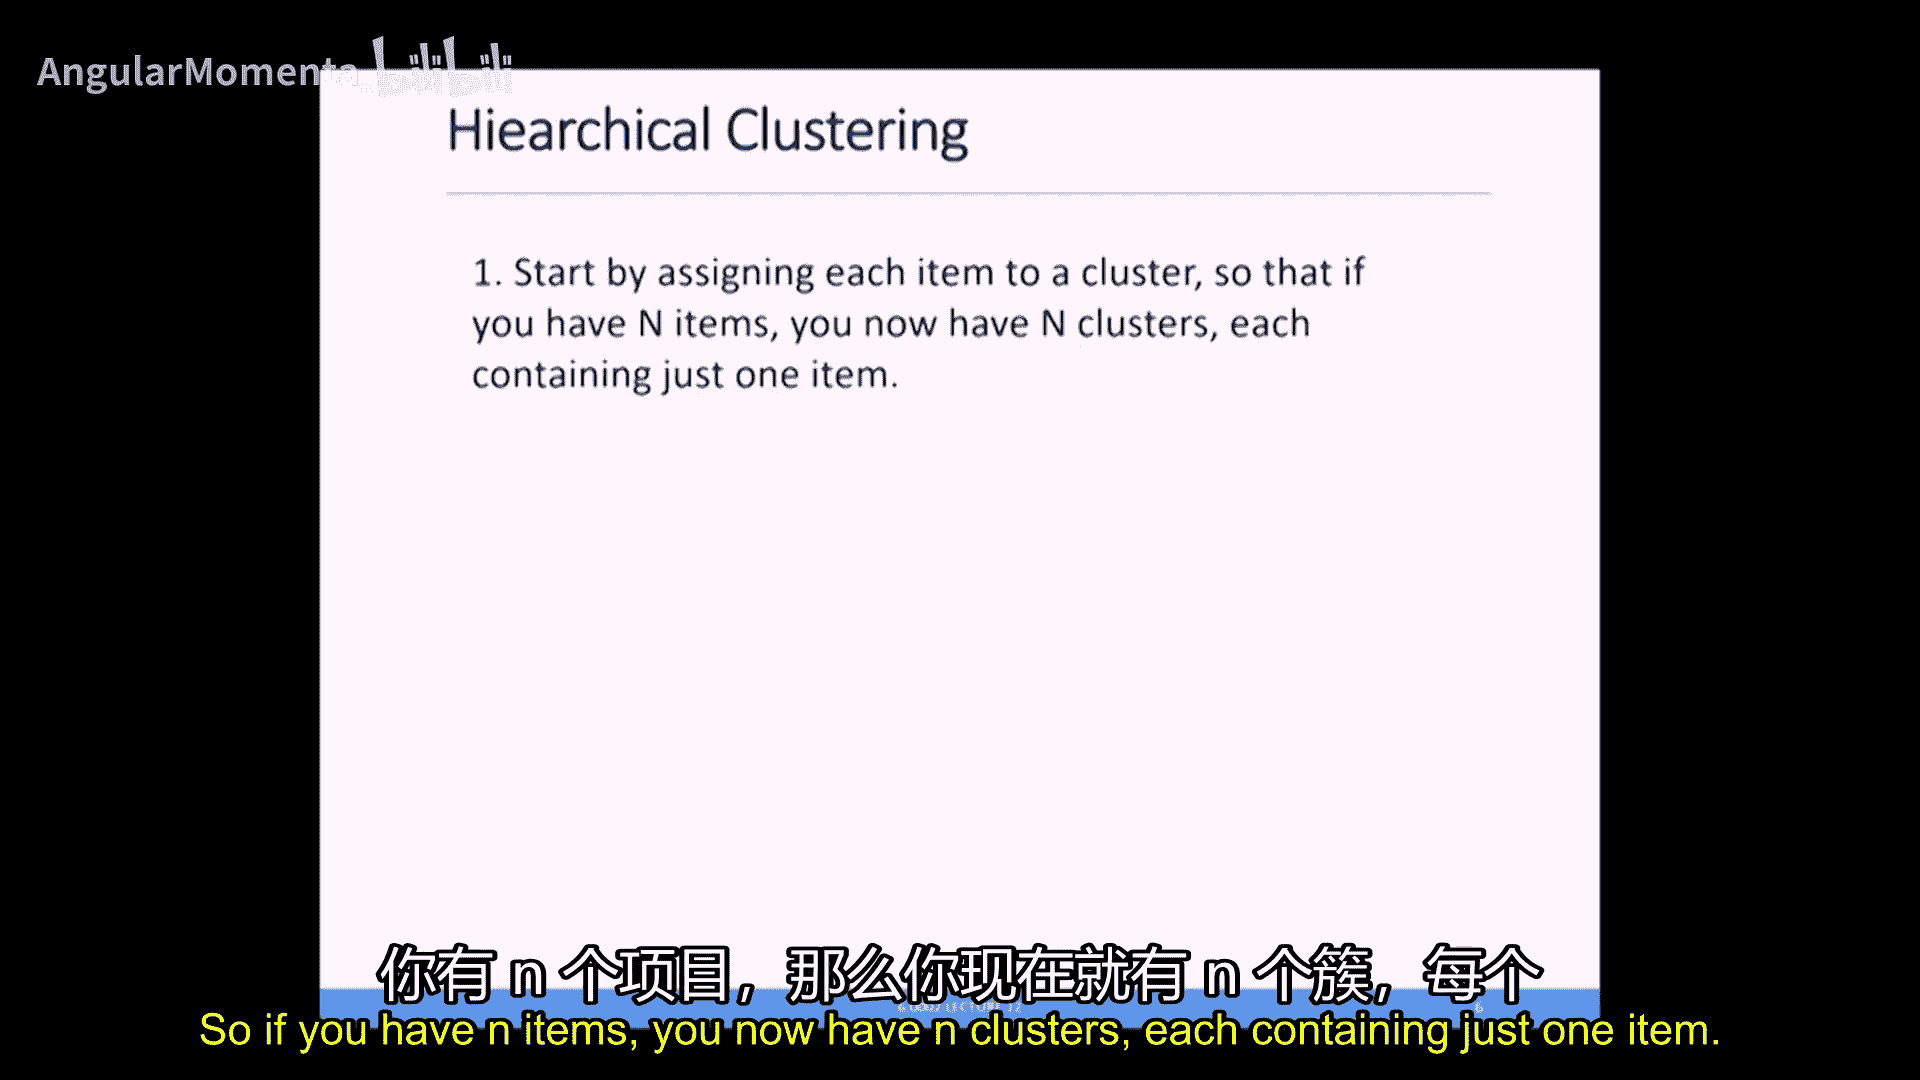 AngularMomenta bilibili
Hiearchical Clustering
1. Start by assigning each item to a cluster, so that if
you have N items, you now have N clusters, each
containing just one item.
你有 n 个项目，那么你现在就有 n 个簇，每个
So if you have n items, you now have n clusters, each containing just one item.